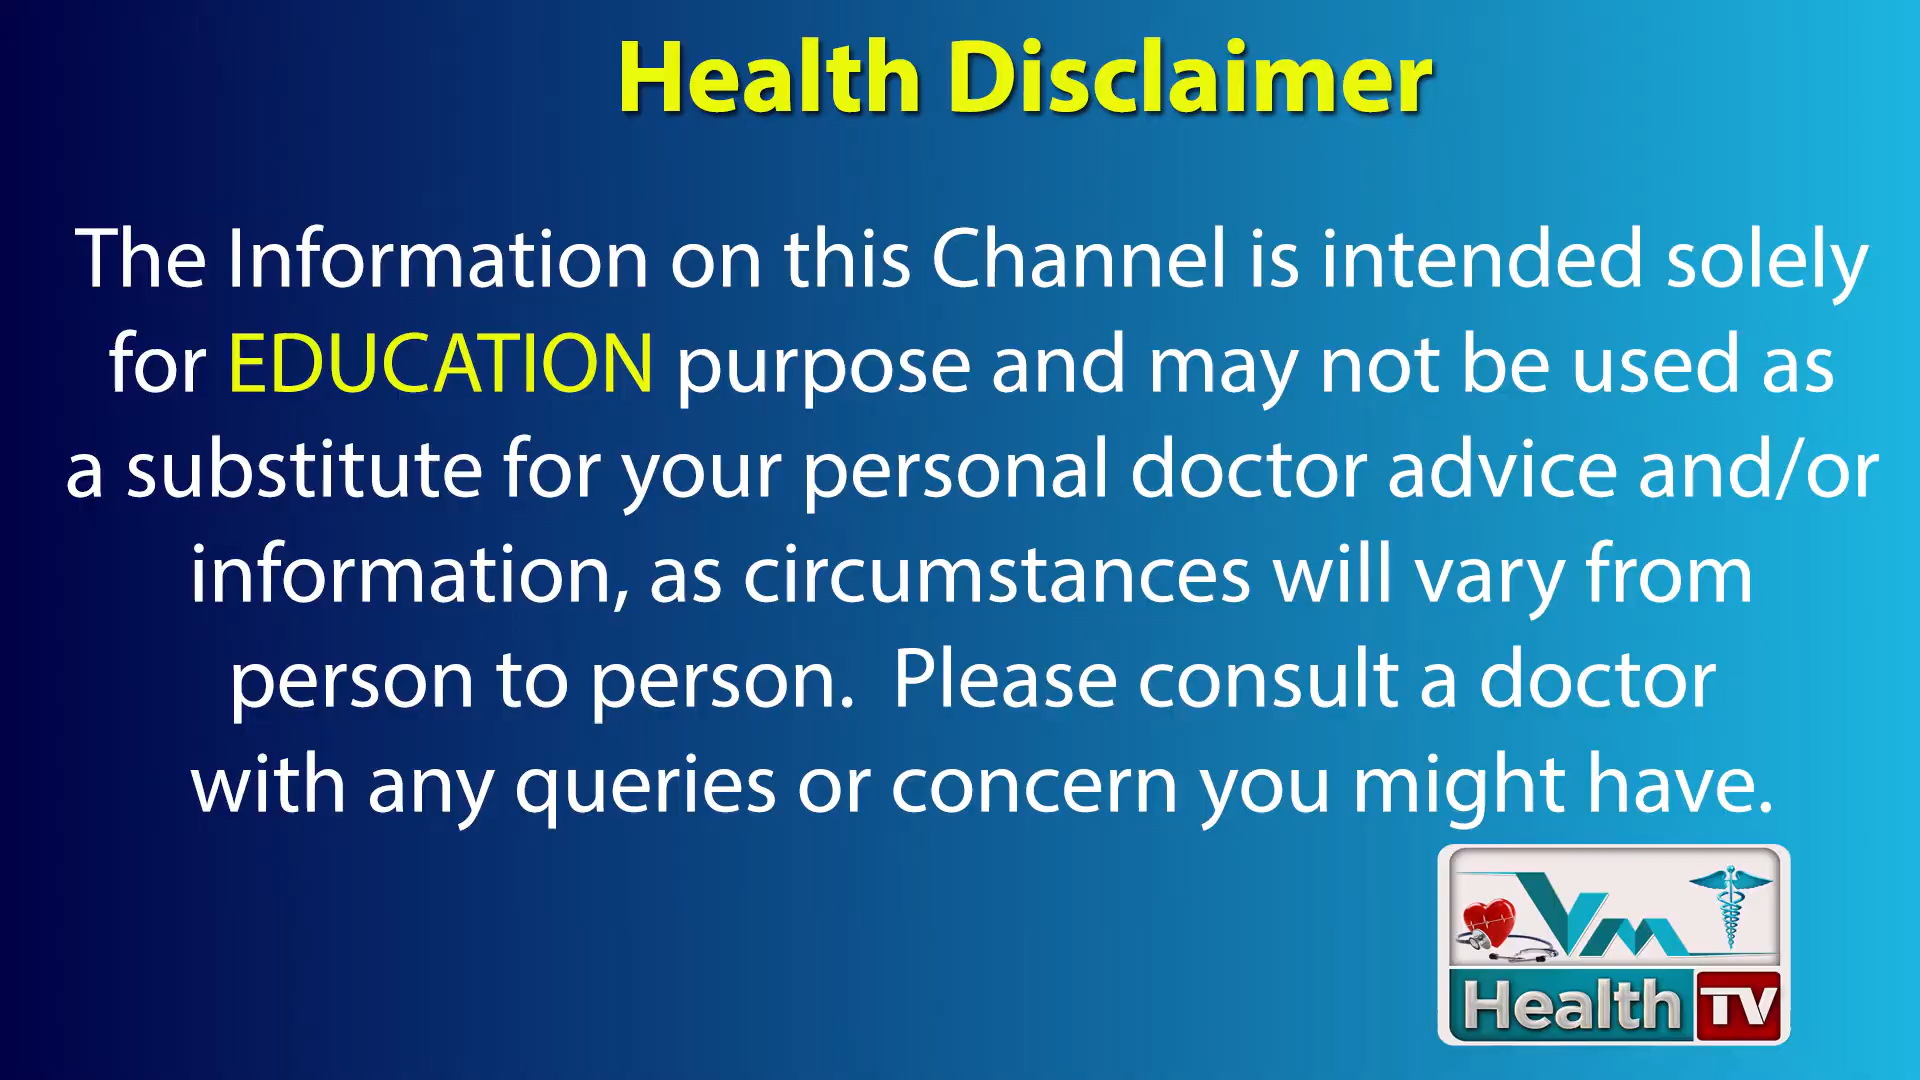 Health Disclaimer
The Information on this Channel is intended solely
for EDUCATION purpose and may not be used as
a substitute for your personal doctor advice and/or
information, as circumstances will vary from
person to person.  Please consult a doctor
with any queries or concern you might have.
Vm
Health TV